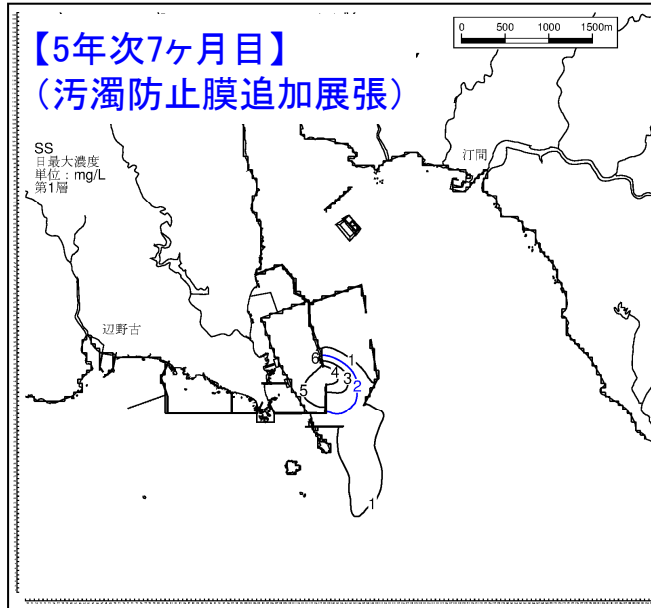 【5年次7ヶ月目】
（汚濁防止膜追加展張）
0 500 1000 1500m
SS
日最大濃度
単位：mg/L
第1層
汀間
辺野古
6
1
4
3
2
5
1